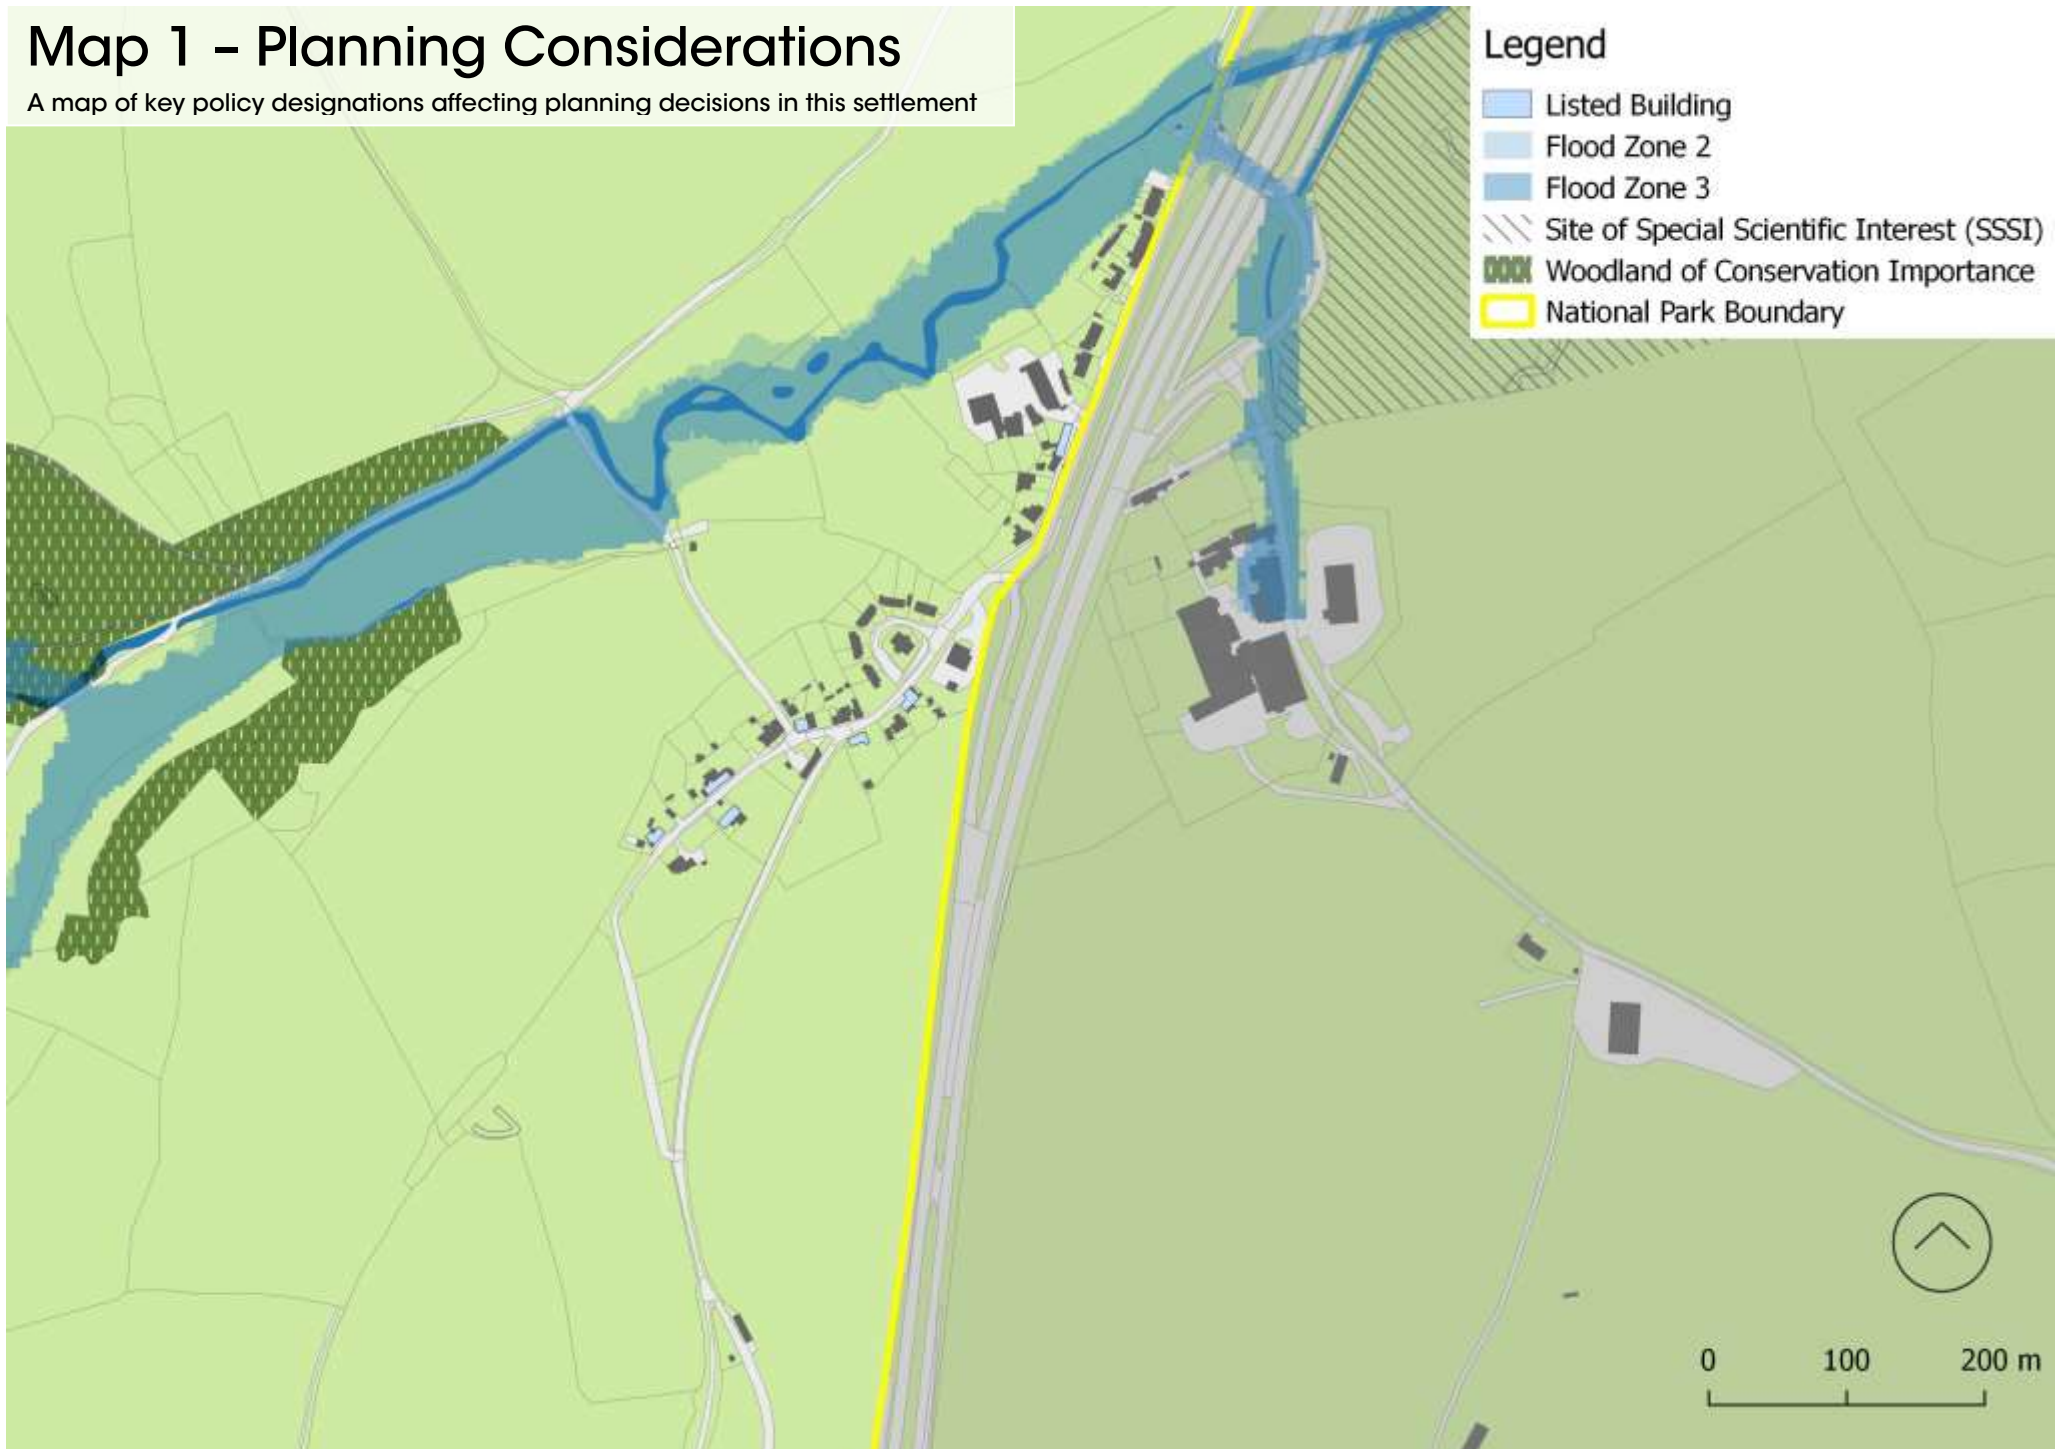 Map 1 – Planning Considerations
A map of key policy designations affecting planning decisions in this settlement
Legend
Listed Building
Flood Zone 2
Flood Zone 3
Site of Special Scientific Interest (SSSI)
Woodland of Conservation Importance
National Park Boundary
0 100 200 m